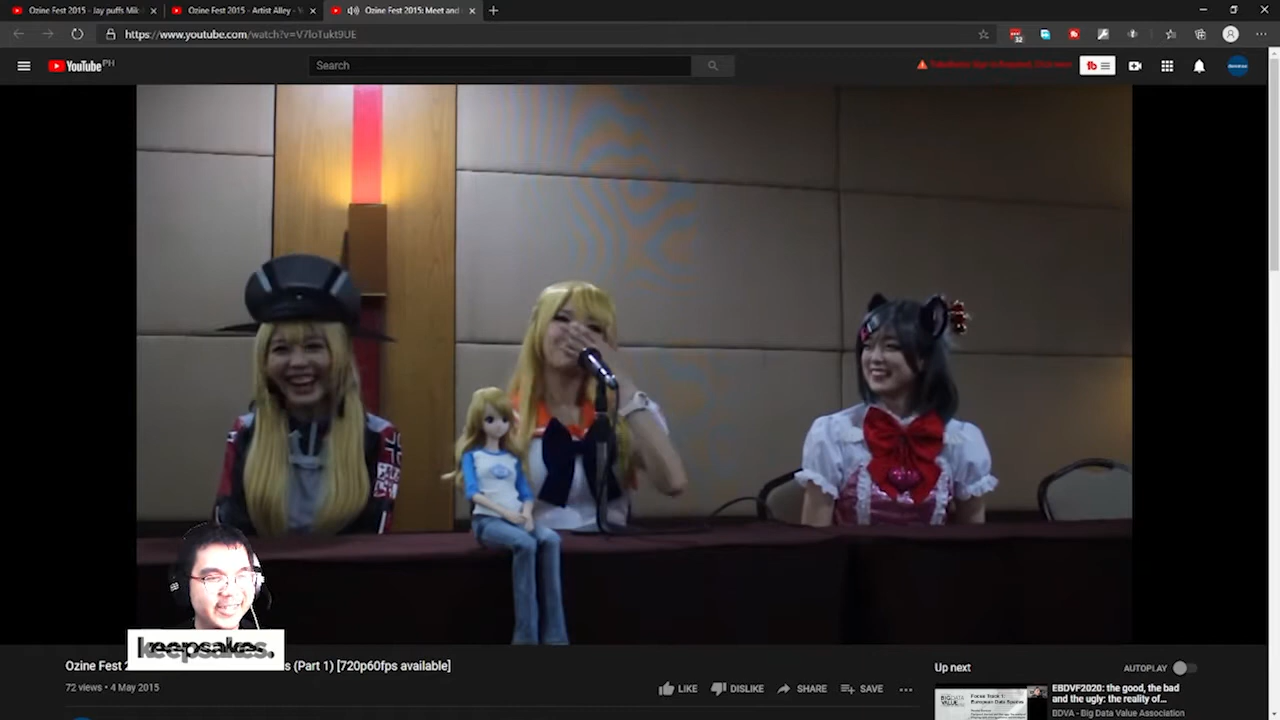 Ozine Fest 2015 - Jay puffs Mik
Ozine Fest 2015 - Artist Alley - Y
Ozine Fest 2015: Meet and
https://www.youtube.com/watch?v=V7loTukt9UE
12
YouTube PH
Search
keepsakes.
Ozine Fest 2
s (Part 1) [720p60fps available]
72 views • 4 May 2015
LIKE
DISLIKE
SHARE
SAVE
Up next
AUTOPLAY
EBDVF2020: the good, the bad
and the ugly: the reality of...
BDVA - Big Data Value Association